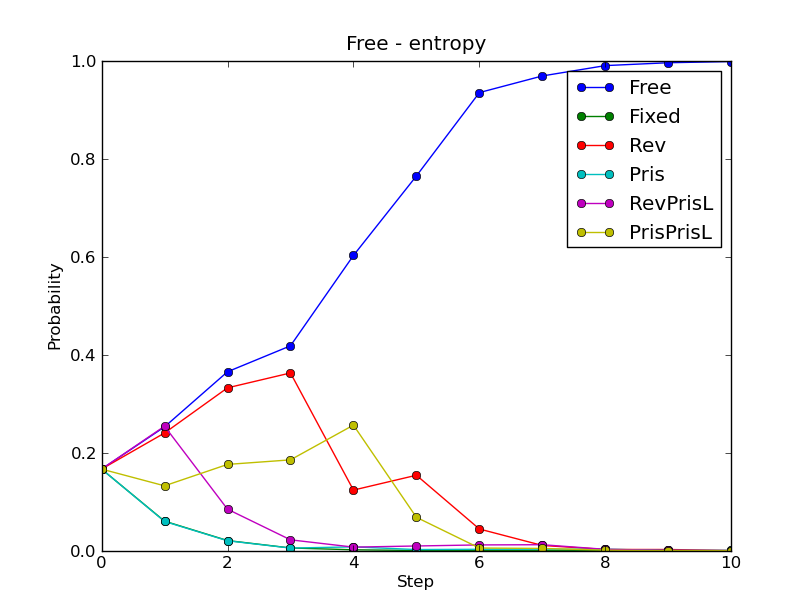 Free - entropy
1.0
0.8
0.6
0.4
0.2
0.0
Probability
0
2
4
6
8
10
Step
Free
Fixed
Rev
Pris
RevPrisL
PrisPrisL